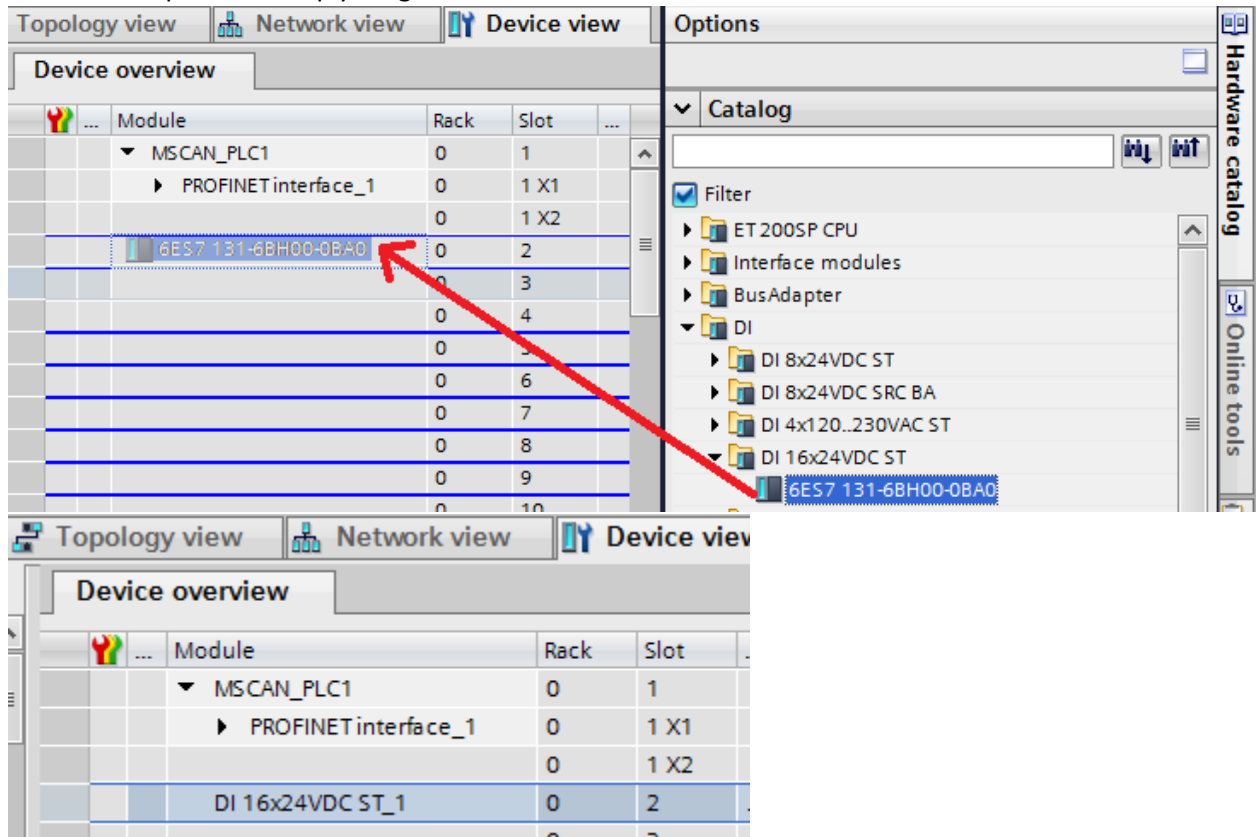 Topology view Network view Device view Options
Device overview
... Module Rack Slot ...
Catalog
MSCAN_PLC1 0 1
PROFINET interface_1 0 1 X1
Filter
0 1 X2
ET 200SP CPU
6ES7 131-6BH00-0BA0 0 2
Interface modules
0 3
BusAdapter
0 4
DI
0 5
DI 8x24VDC ST
0 6
DI 8x24VDC SRC BA
0 7
DI 4x120..230VAC ST
0 8
DI 16x24VDC ST
0 9
6ES7 131-6BH00-0BA0
0 10
Hardware catalog
Online tools
Topology view Network view Device view
Device overview
... Module Rack Slot
MSCAN_PLC1 0 1
PROFINET interface_1 0 1 X1
0 1 X2
DI 16x24VDC ST_1 0 2